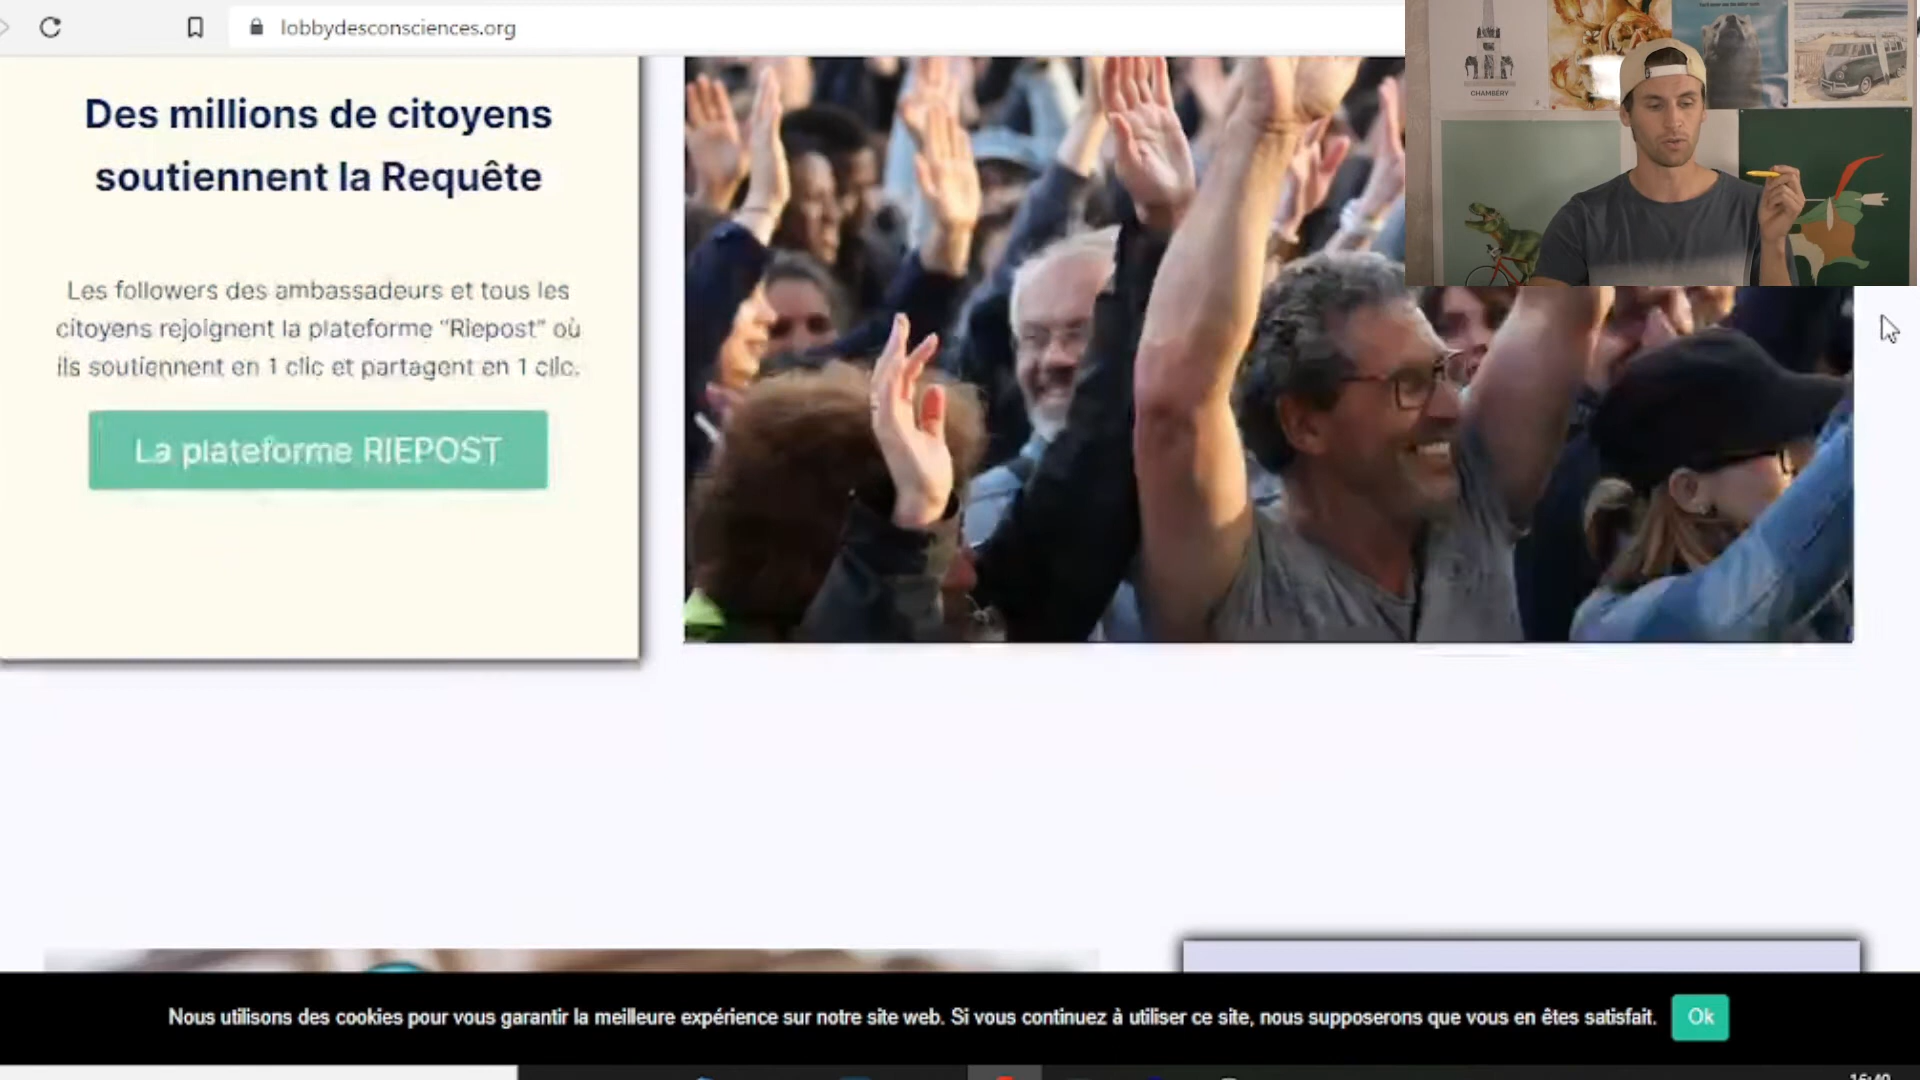 lobbydesconsciences.org
CHAMBÉRY
Des millions de citoyens
soutiennent la Requête
Les followers des ambassadeurs et tous les
citoyens rejoignent la plateforme “Riepost” où
ils soutiennent en 1 clic et partagent en 1 clic.
La plateforme RIEPOST
Nous utilisons des cookies pour vous garantir la meilleure expérience sur notre site web. Si vous continuez à utiliser ce site, nous supposerons que vous en êtes satisfait.
Ok